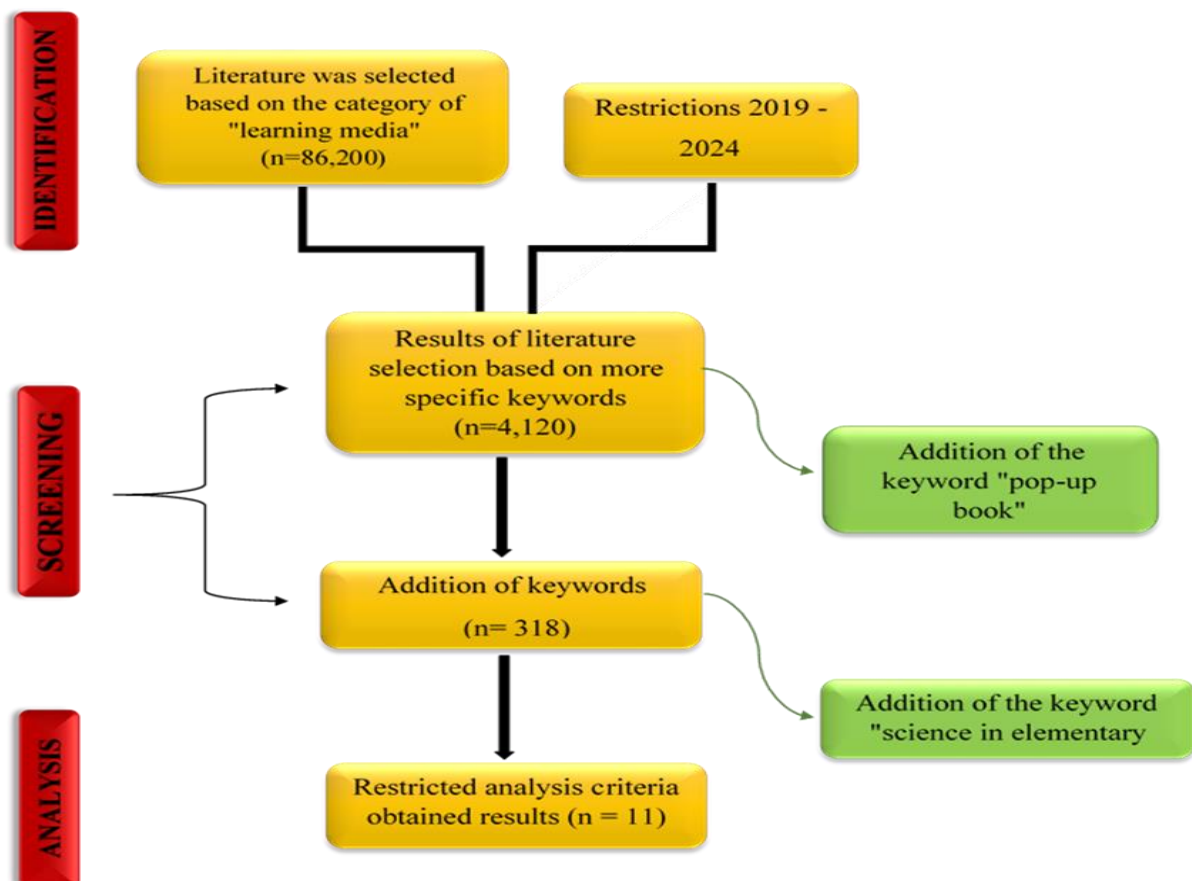 IDENTIFICATION
Literature was selected
based on the category of
"learning media"
(n=86,200)
Restrictions 2019 -
2024
SCREENING
Results of literature
selection based on more
specific keywords
(n=4,120)
Addition of the
keyword "pop-up
book"
Addition of keywords
(n= 318)
Addition of the keyword
"science in elementary
ANALYSIS
Restricted analysis criteria
obtained results (n = 11)